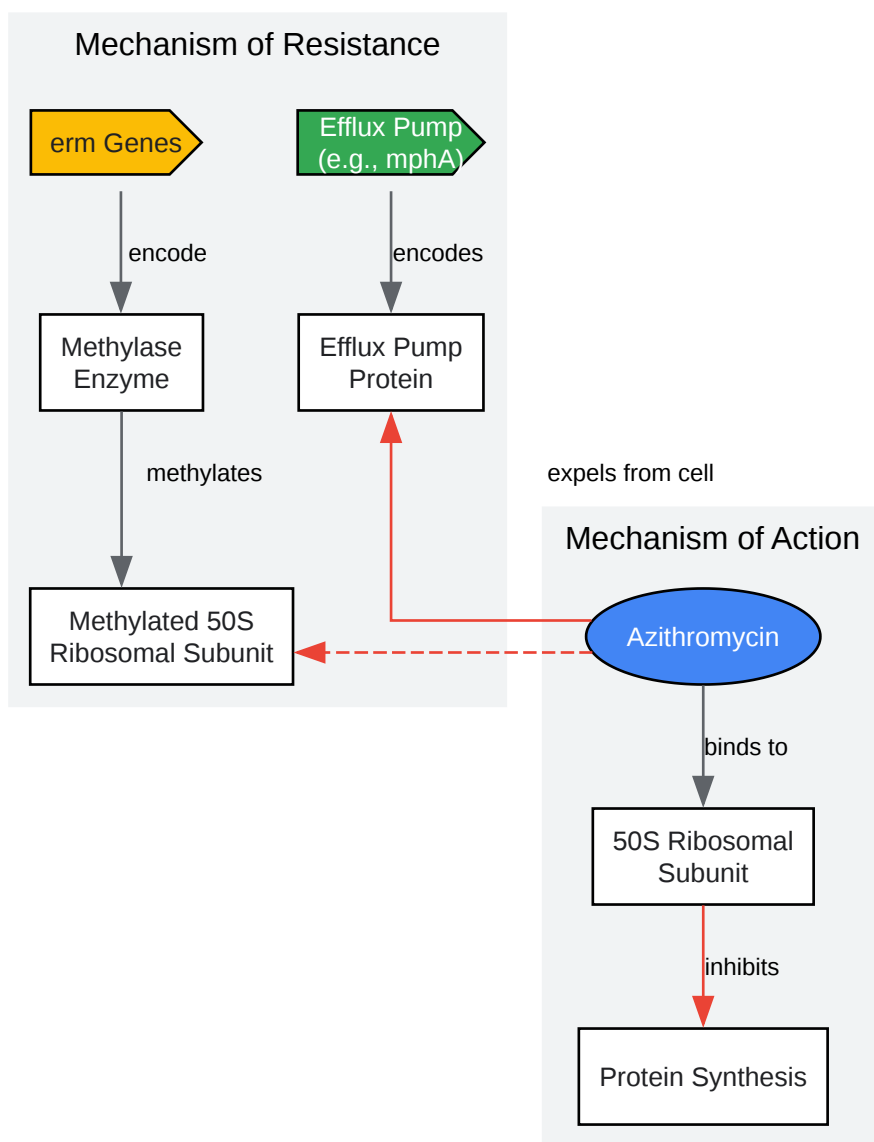 Mechanism of Resistance
erm Genes
Efflux Pump
(e.g., mphA)
encode
encodes
Methylase
Enzyme
Efflux Pump
Protein
methylates
expels from cell
Mechanism of Action
Methylated 50S
Ribosomal Subunit
Azithromycin
binds to
50S Ribosomal
Subunit
inhibits
Protein Synthesis